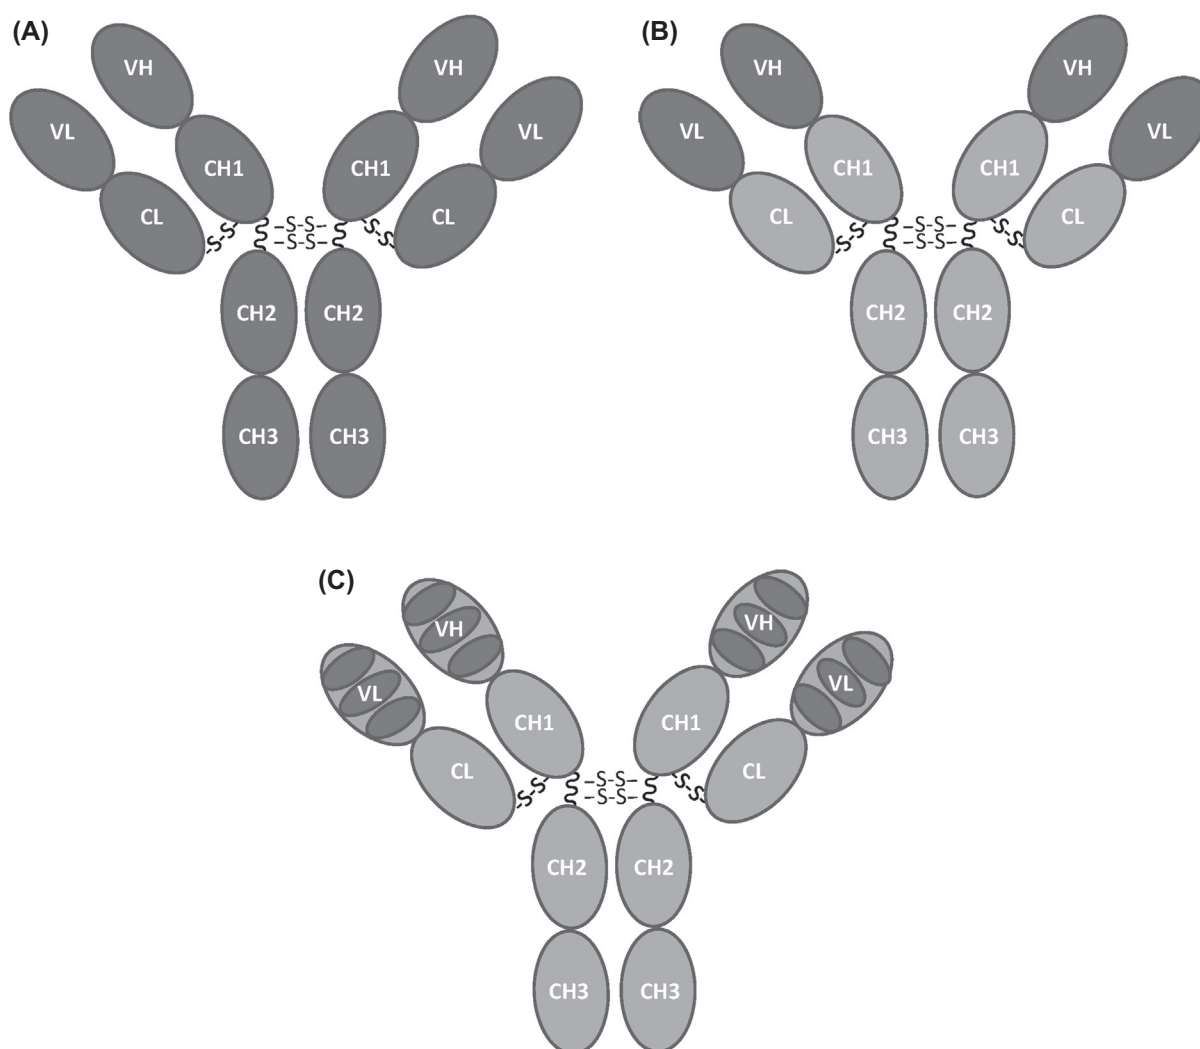 (A)
VH
VH
VL
VL
CH1
CH1
CL
CL
-S-S-
-S-S-
-S-S-
-S-S-
CH2
CH2
CH3
CH3
(B)
VH
VH
VL
VL
CH1
CH1
CL
CL
-S-S-
-S-S-
-S-S-
-S-S-
CH2
CH2
CH3
CH3
(C)
VH
VH
VL
VL
CH1
CH1
CL
CL
-S-S-
-S-S-
-S-S-
-S-S-
CH2
CH2
CH3
CH3